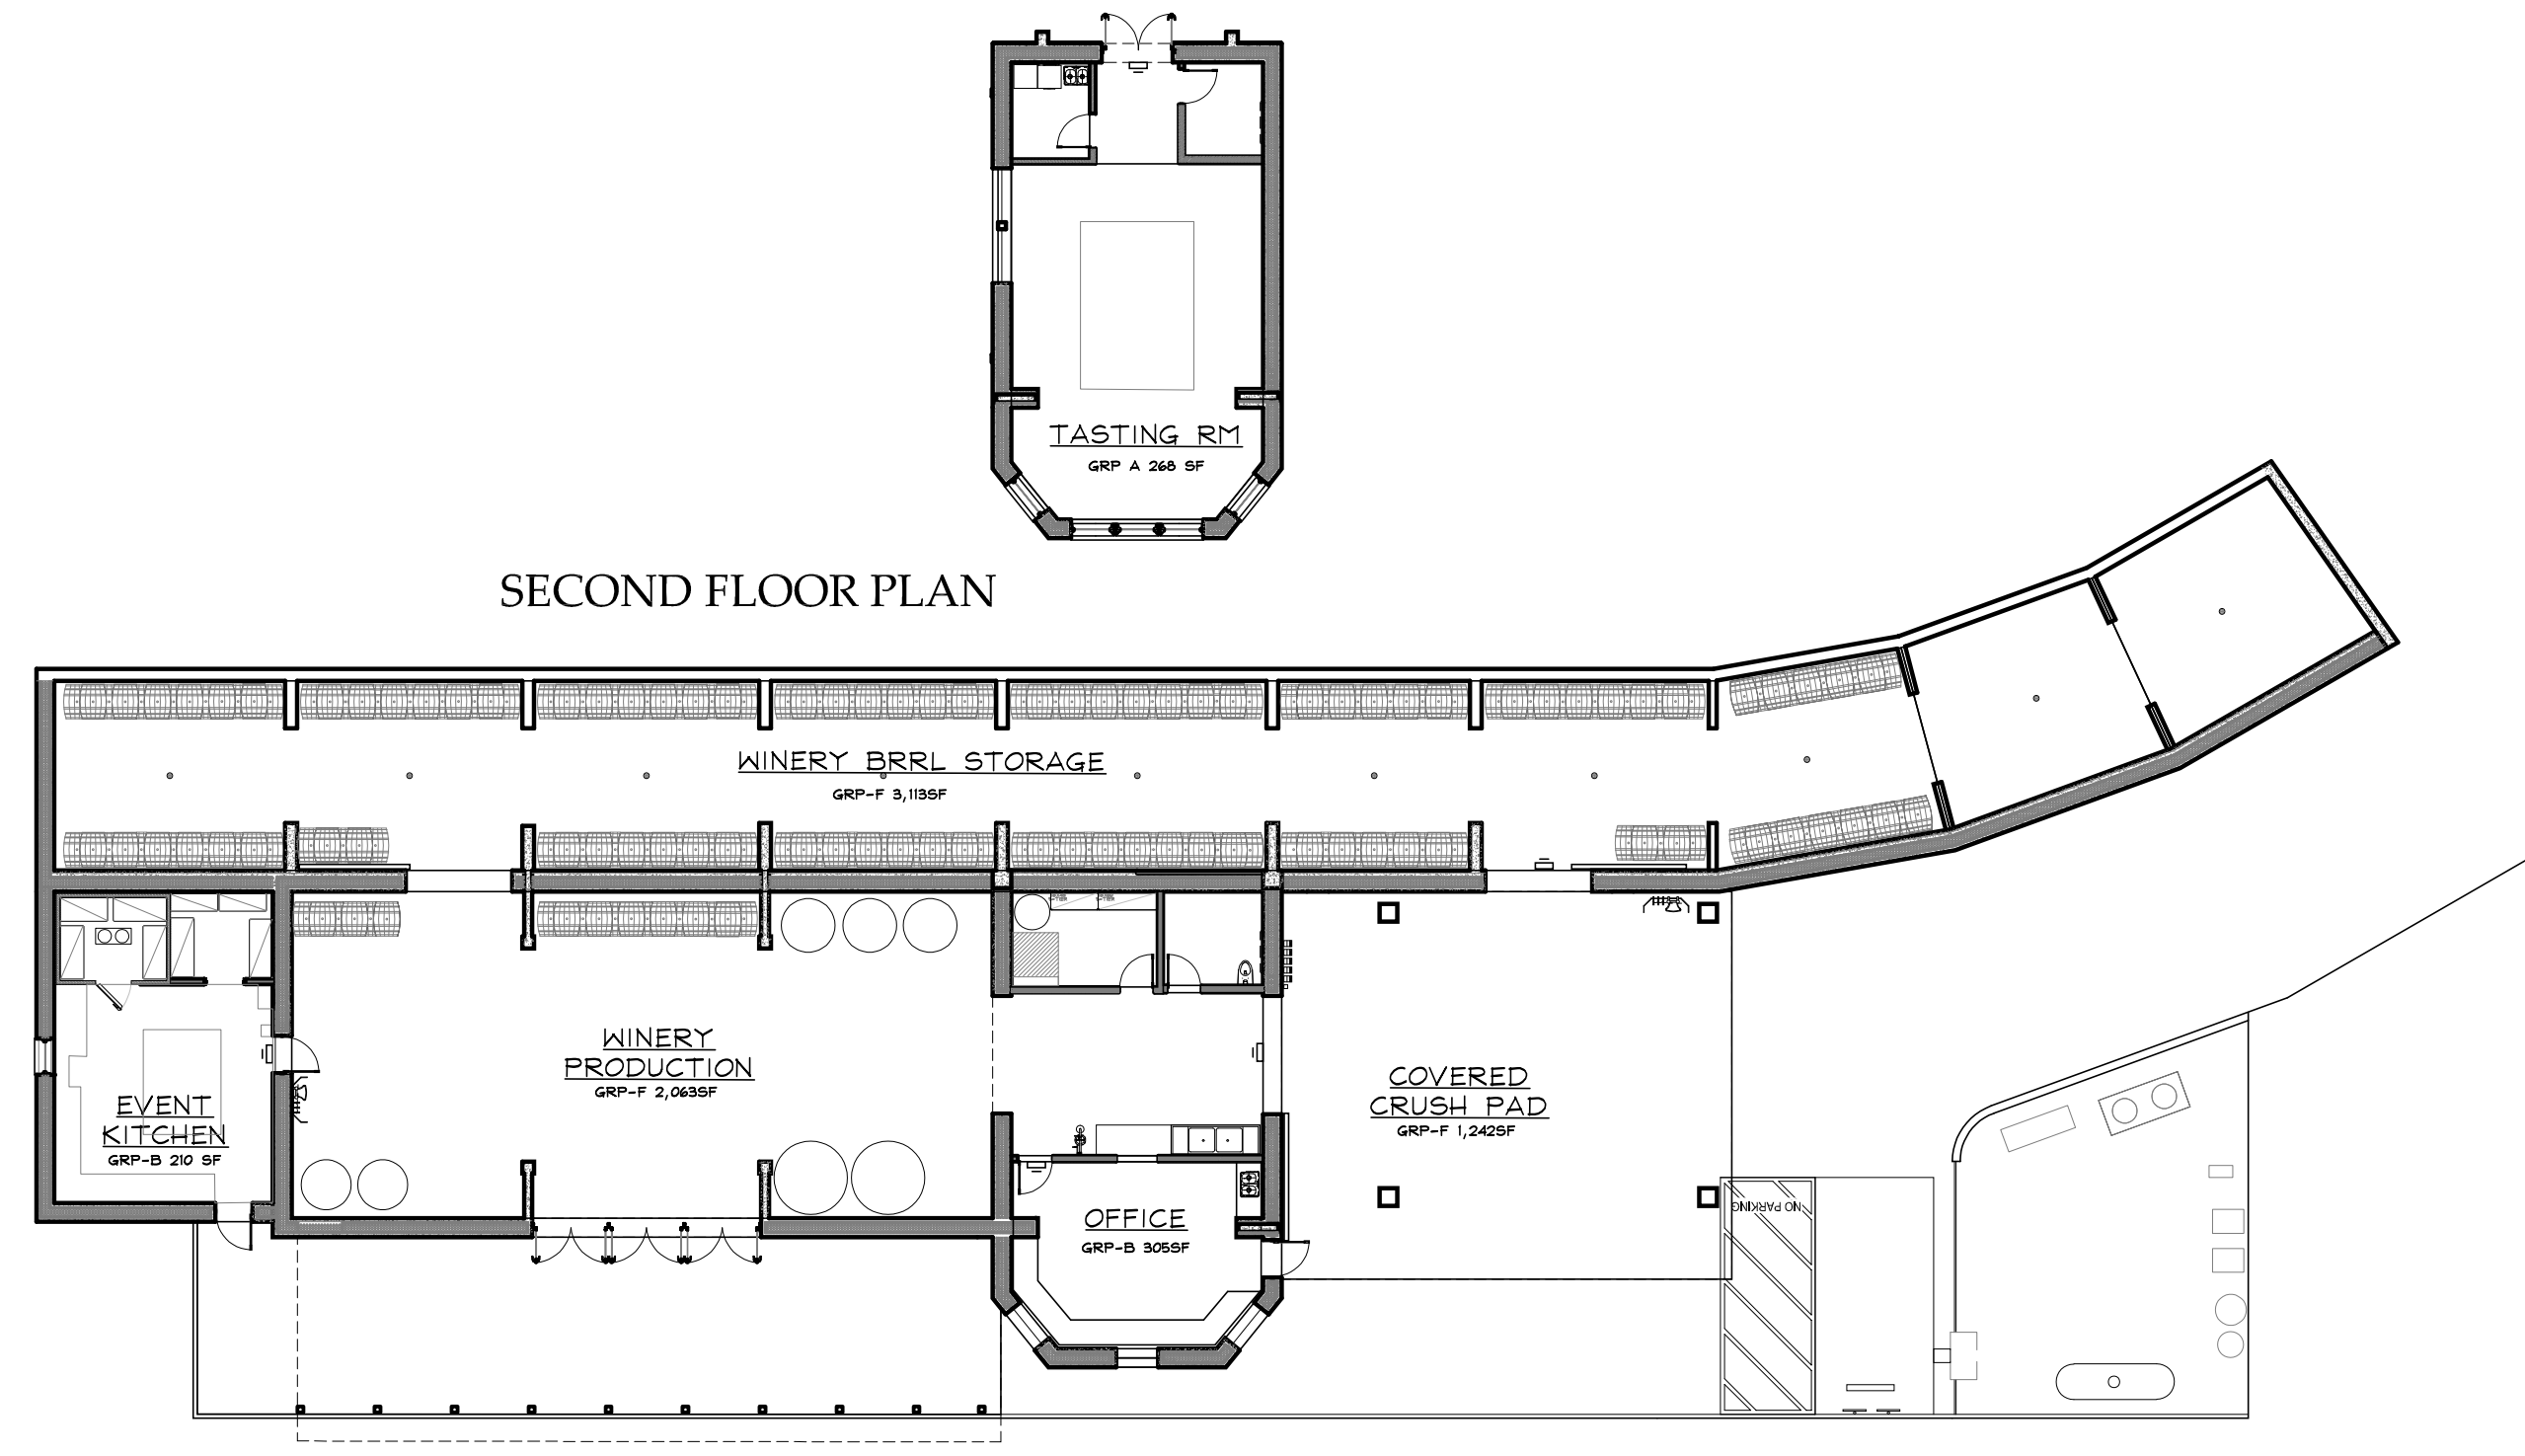 TASTING RM
GRP A 268 SF
SECOND FLOOR PLAN
WINERY BRRL STORAGE
GRP-F 3,113SF
WINERY
PRODUCTION
GRP-F 2,063SF
EVENT
KITCHEN
GRP-B 210 SF
COVERED
CRUSH PAD
GRP-F 1,242SF
OFFICE
GRP-B 305SF
NO PARKING